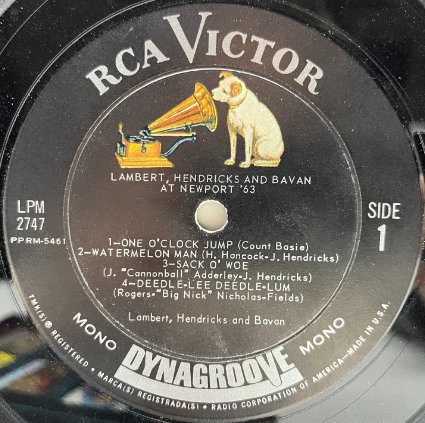 RCA VICTOR
LAMBERT, HENDRICKS AND BAVAN
AT NEWPORT '63
LPM
2747
PPRM-5461
SIDE
1
1—ONE O'CLOCK JUMP (Count Basie)
2—WATERMELON MAN (H. Hancock-J. Hendricks)
3—SACK O' WOE
(J. "Cannonball" Adderley-J. Hendricks)
4—DEEDLE-LEE DEEDLE-LUM
(Rogers-"Big Nick" Nicholas-Fields)
Lambert, Hendricks and Bavan
MONO DYNAGROOVE MONO
TMK(S) ® REGISTERED • MARCA(S) REGISTRADA(S) • RADIO CORPORATION OF AMERICA—MADE IN U.S.A.